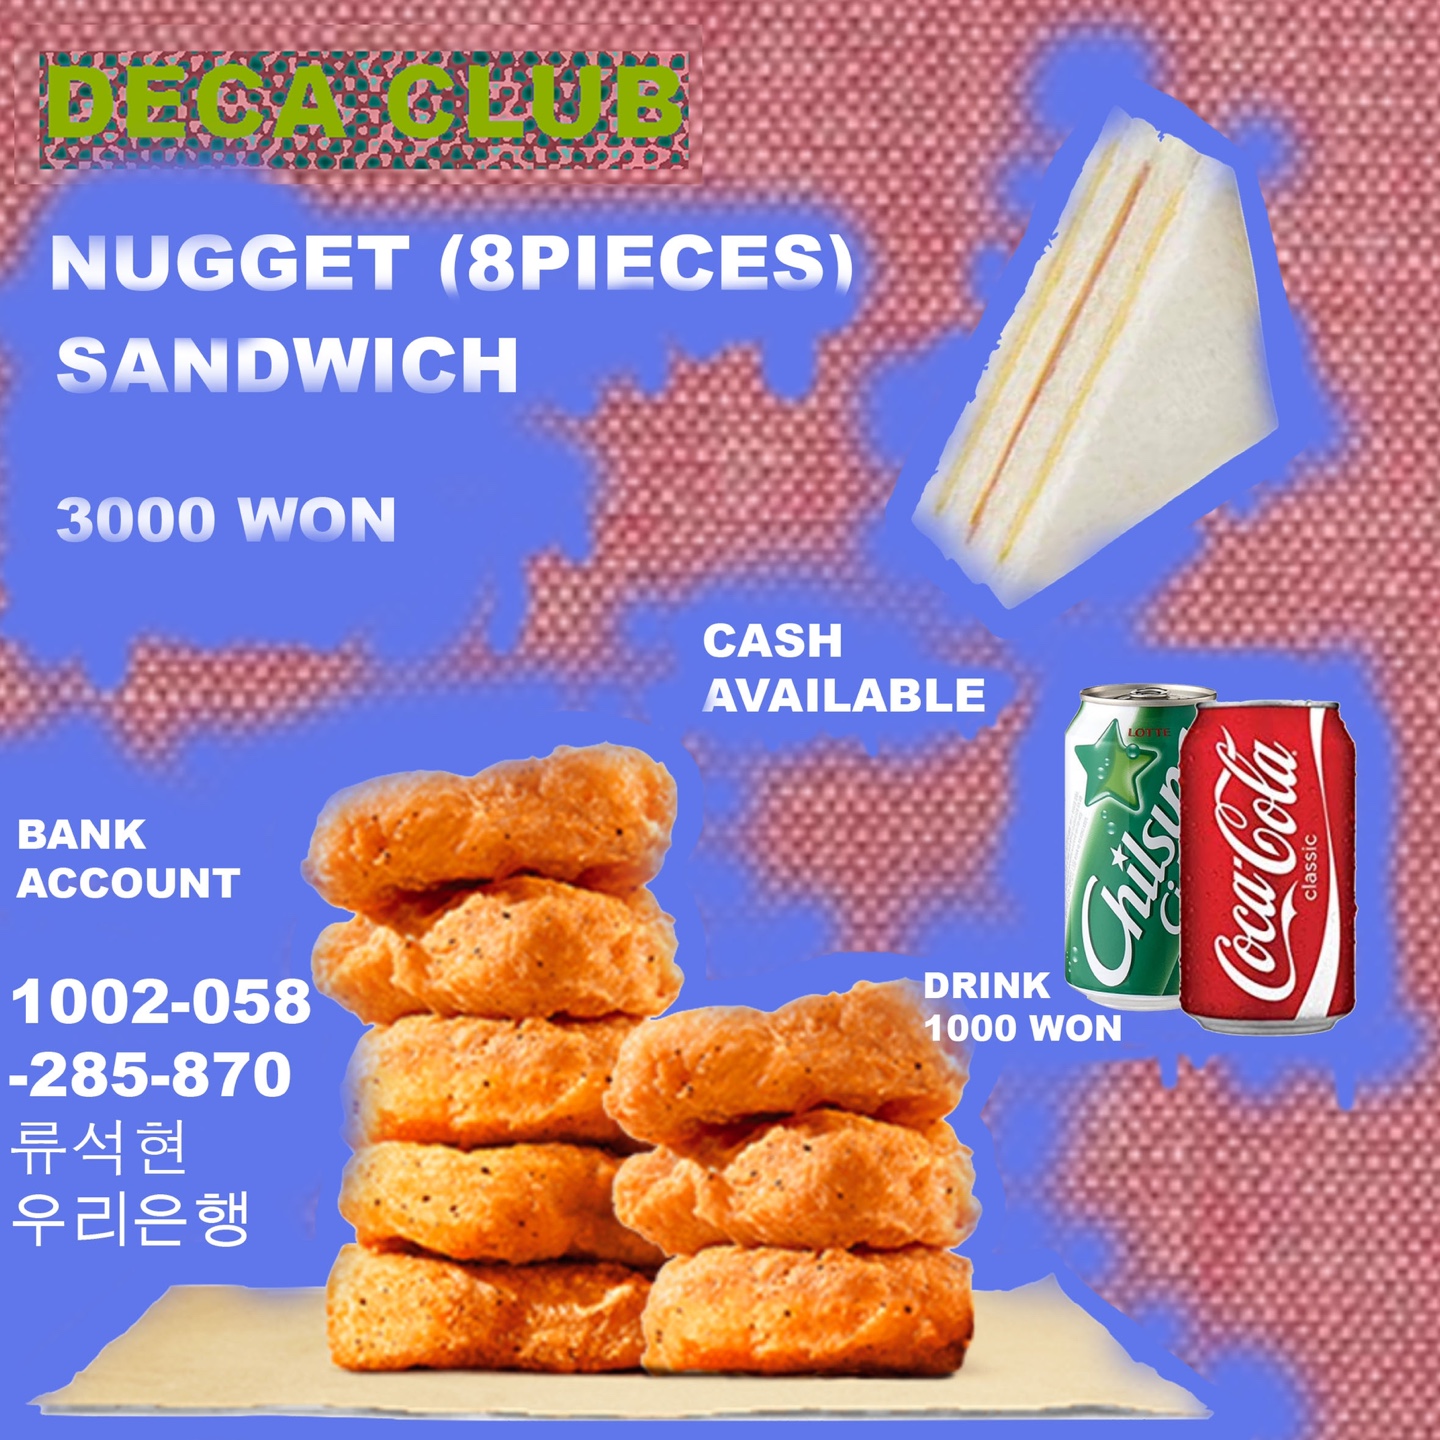 DECA CLUB
NUGGET (8PIECES)
SANDWICH
3000 WON
CASH
AVAILABLE
LOTTE
Coca-Cola
classic
BANK
ACCOUNT
1002-058
-285-870
류석현
우리은행
DRINK
1000 WON